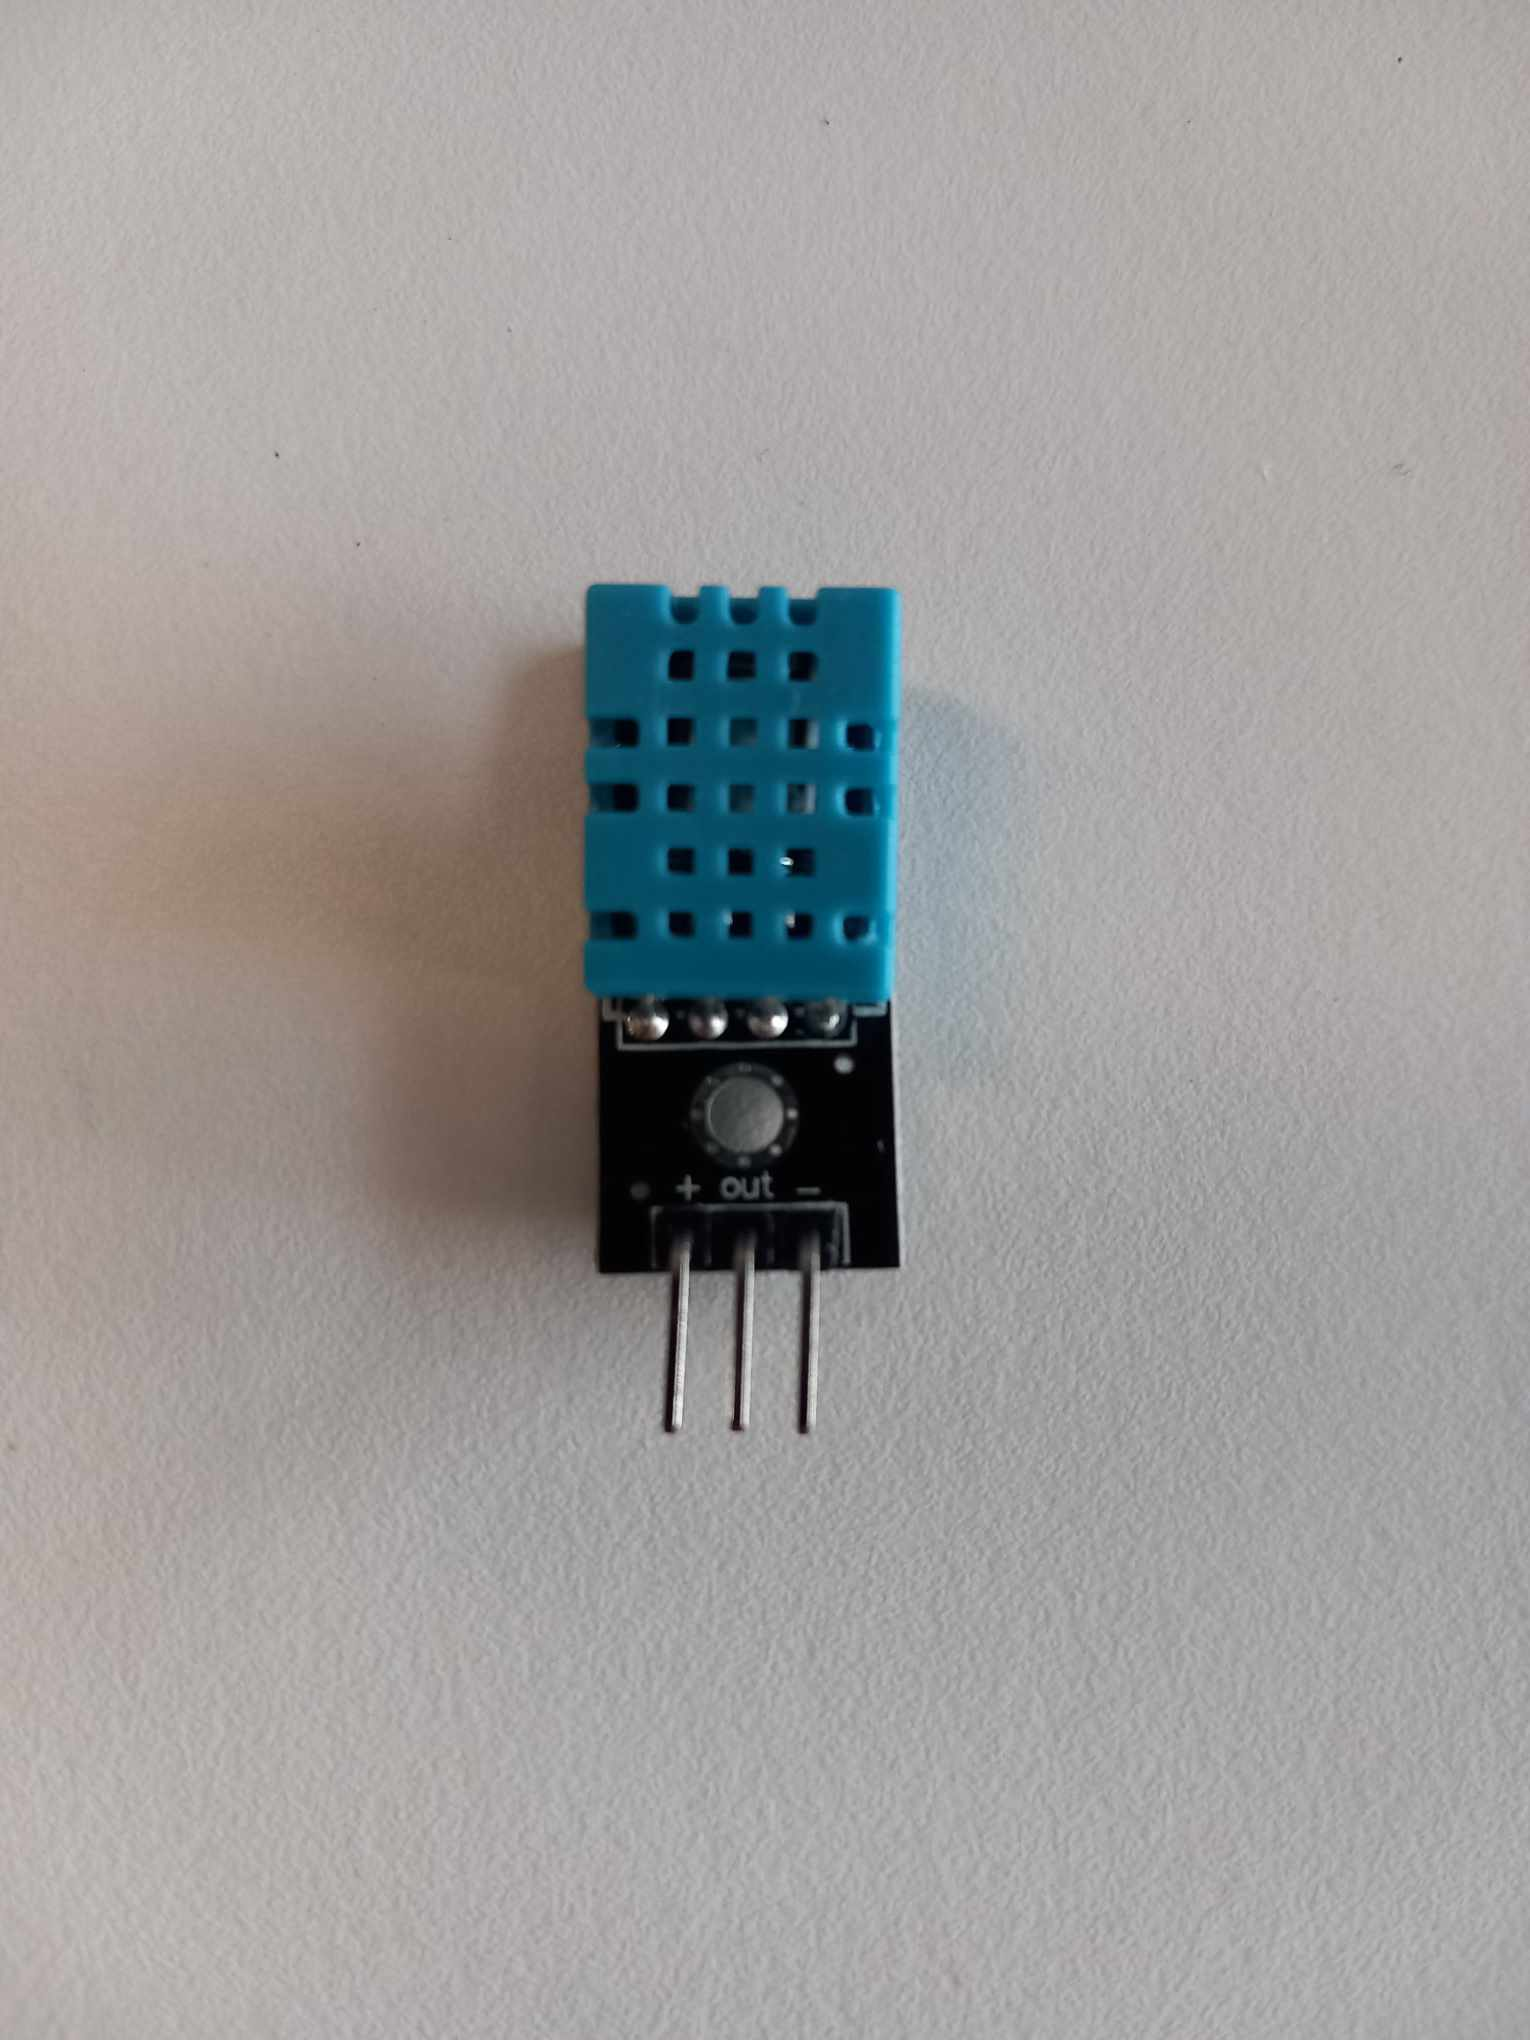 + out −